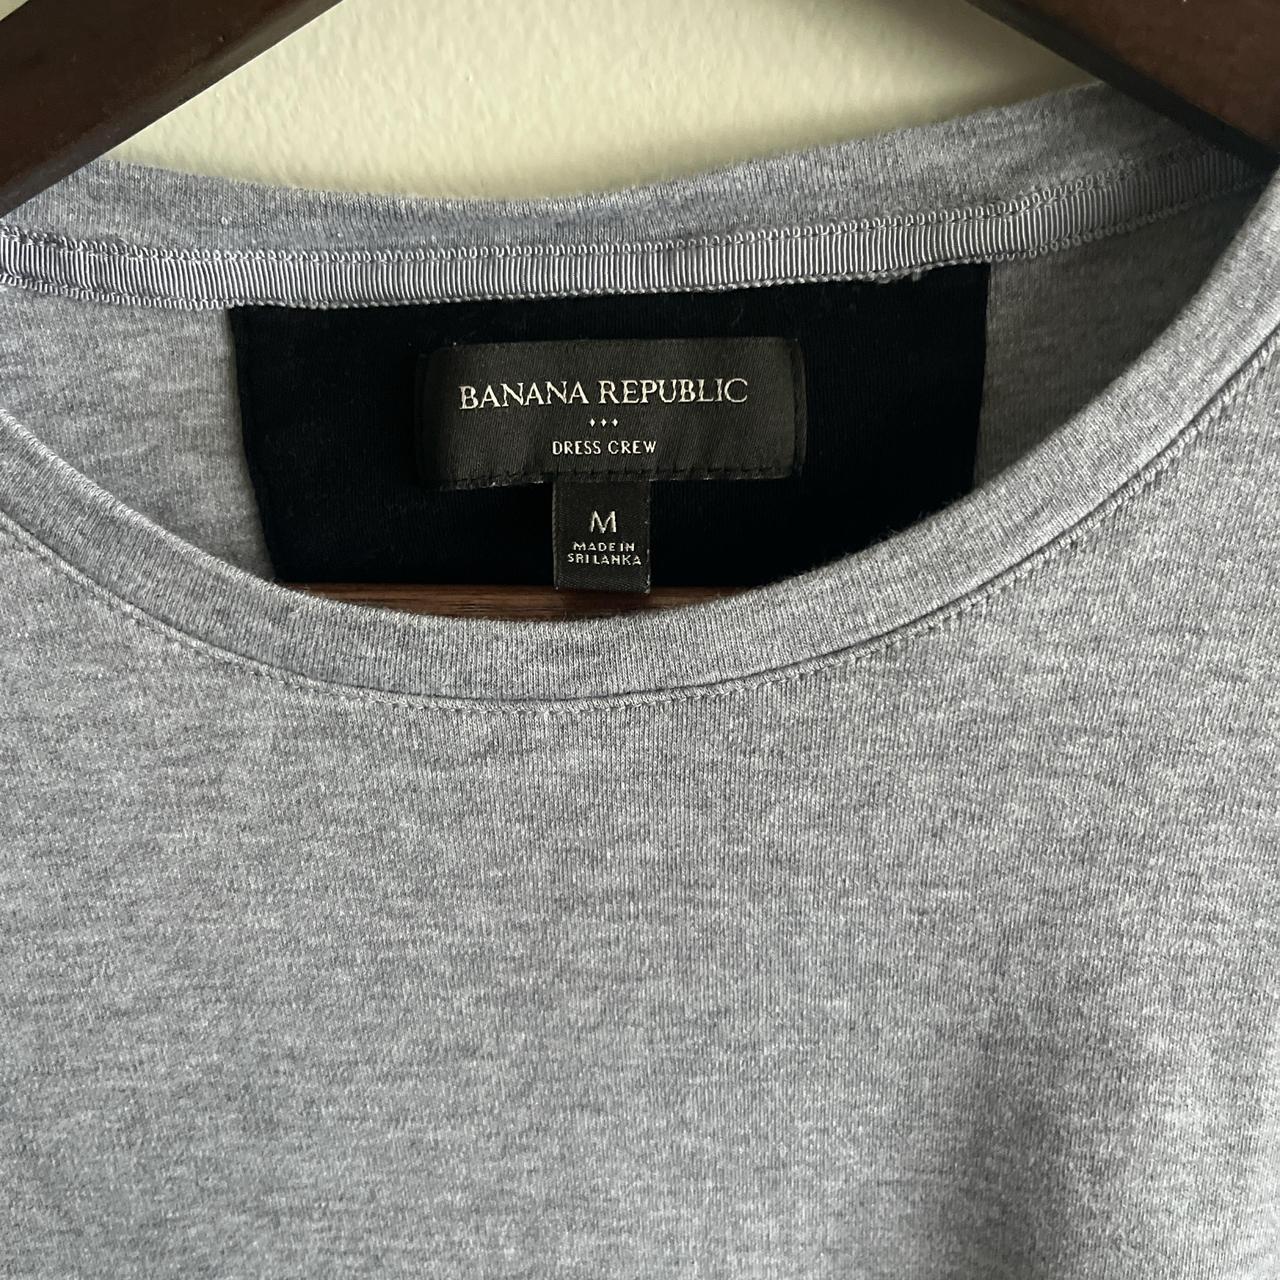 BANANA REPUBLIC
DRESS CREW
M
MADE IN
SRI LANKA